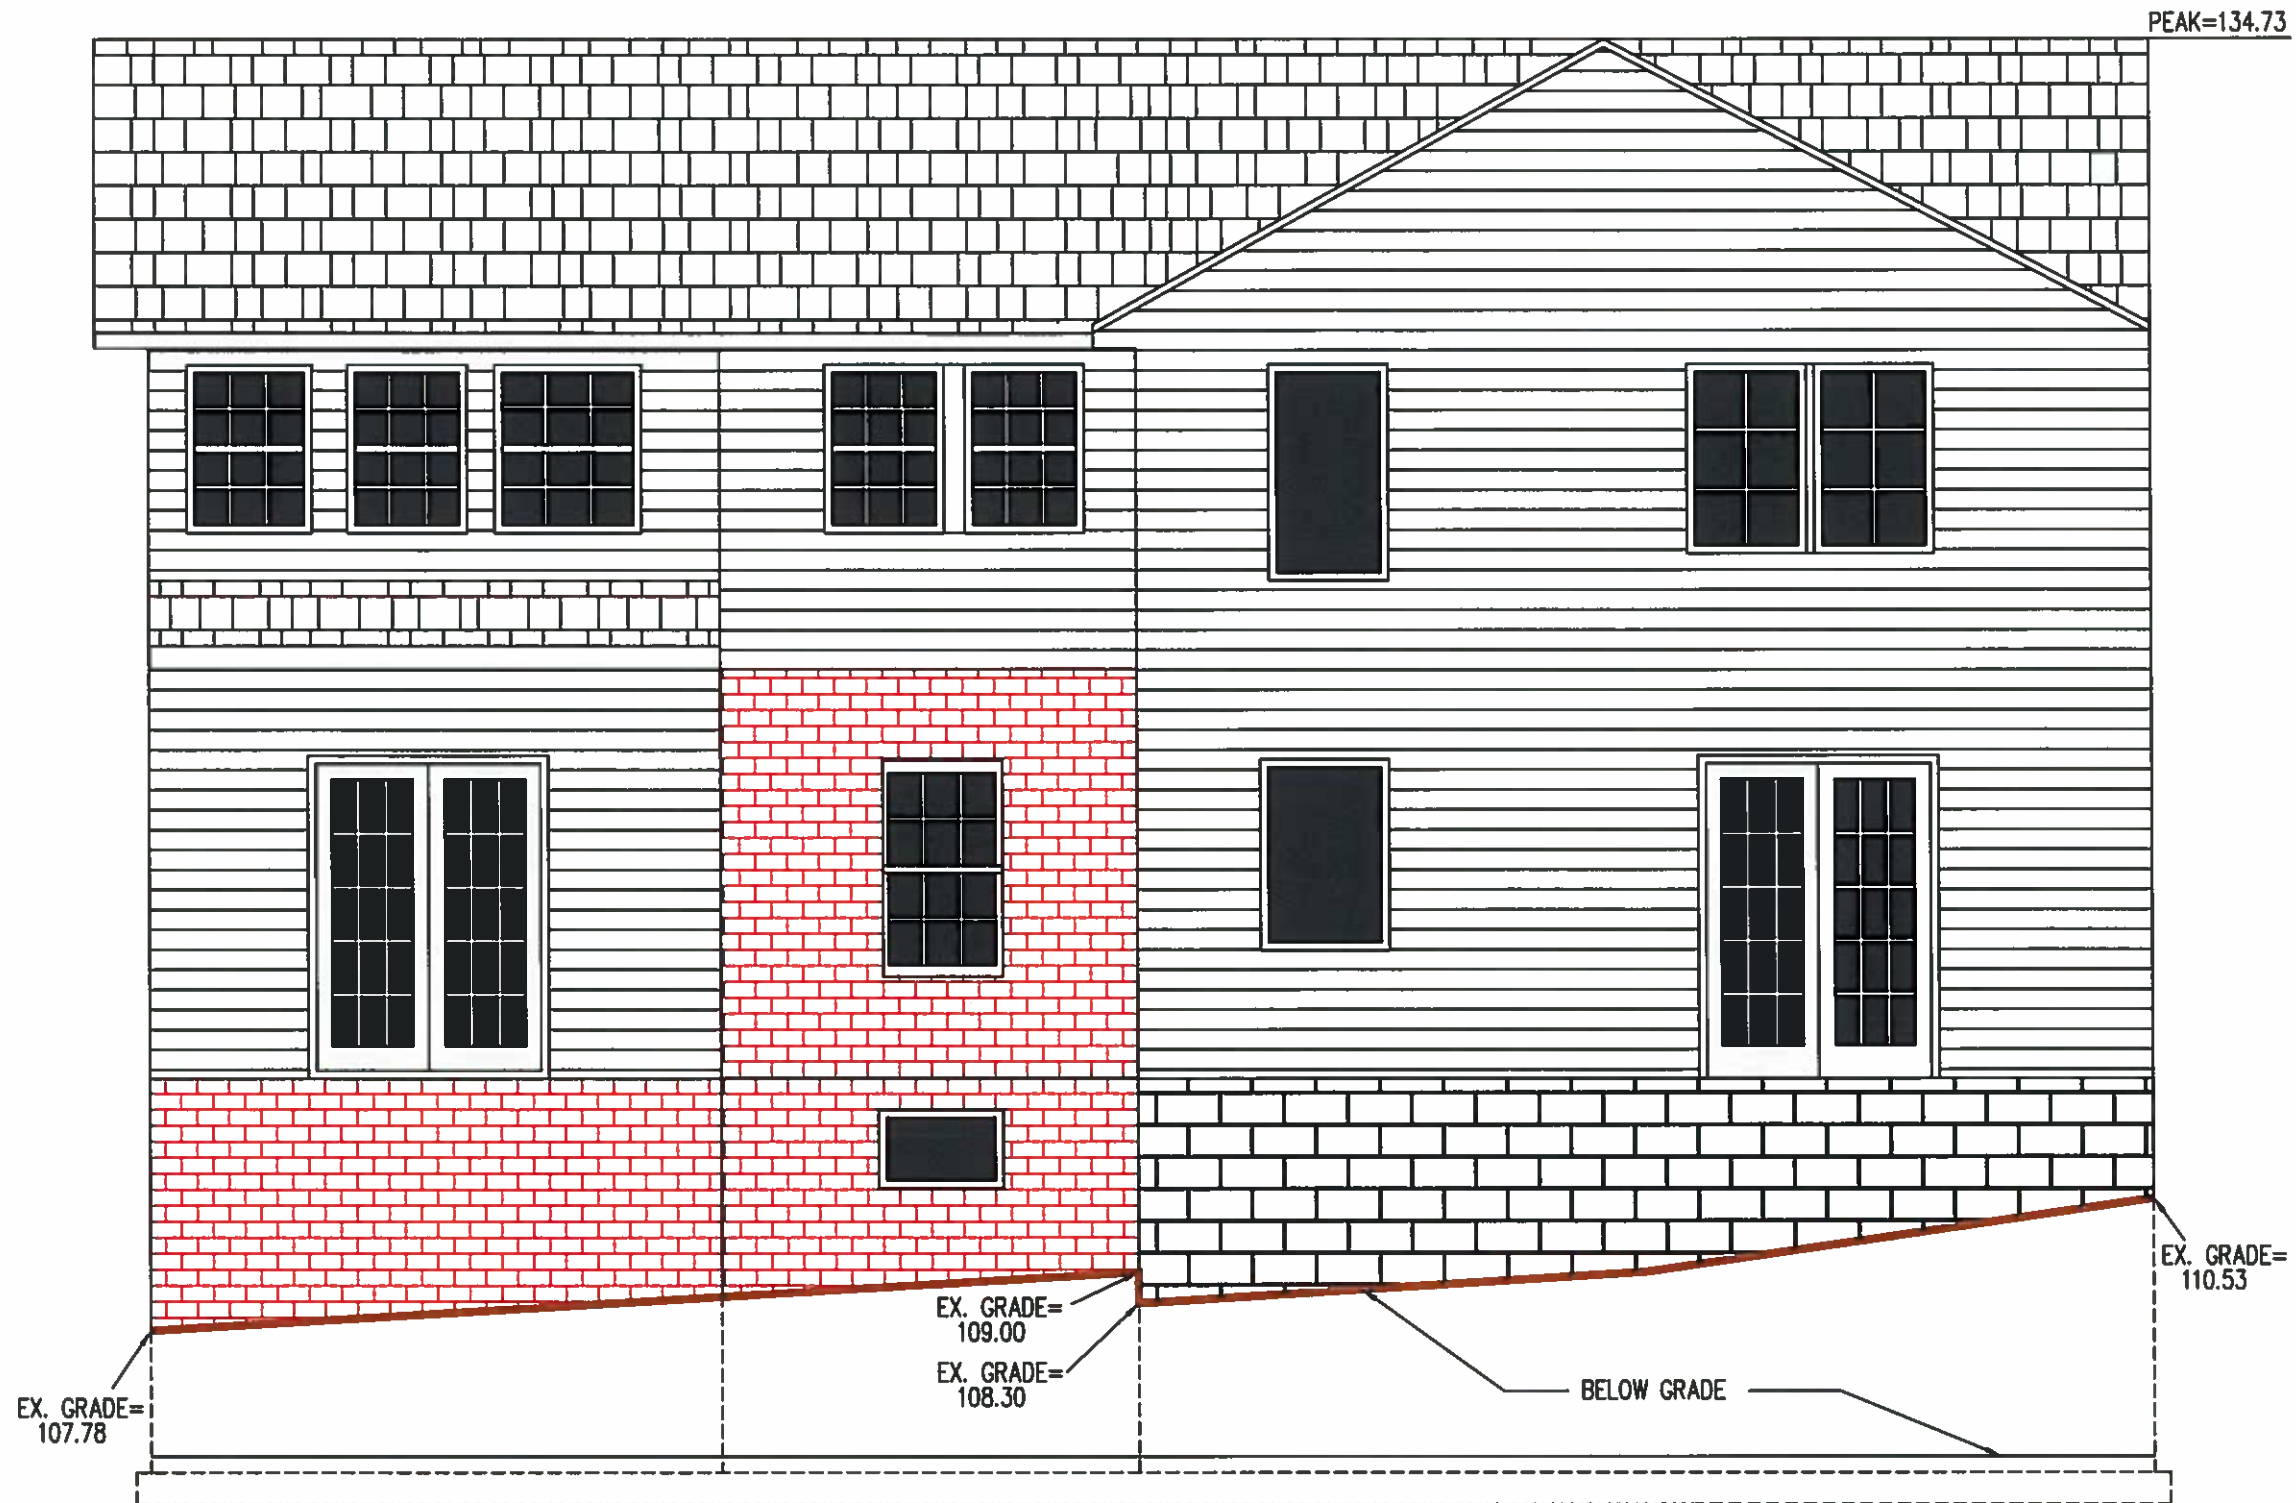 PEAK=134.73
EX. GRADE=
110.53
EX. GRADE=
109.00
EX. GRADE=
108.30
BELOW GRADE
EX. GRADE=
107.78